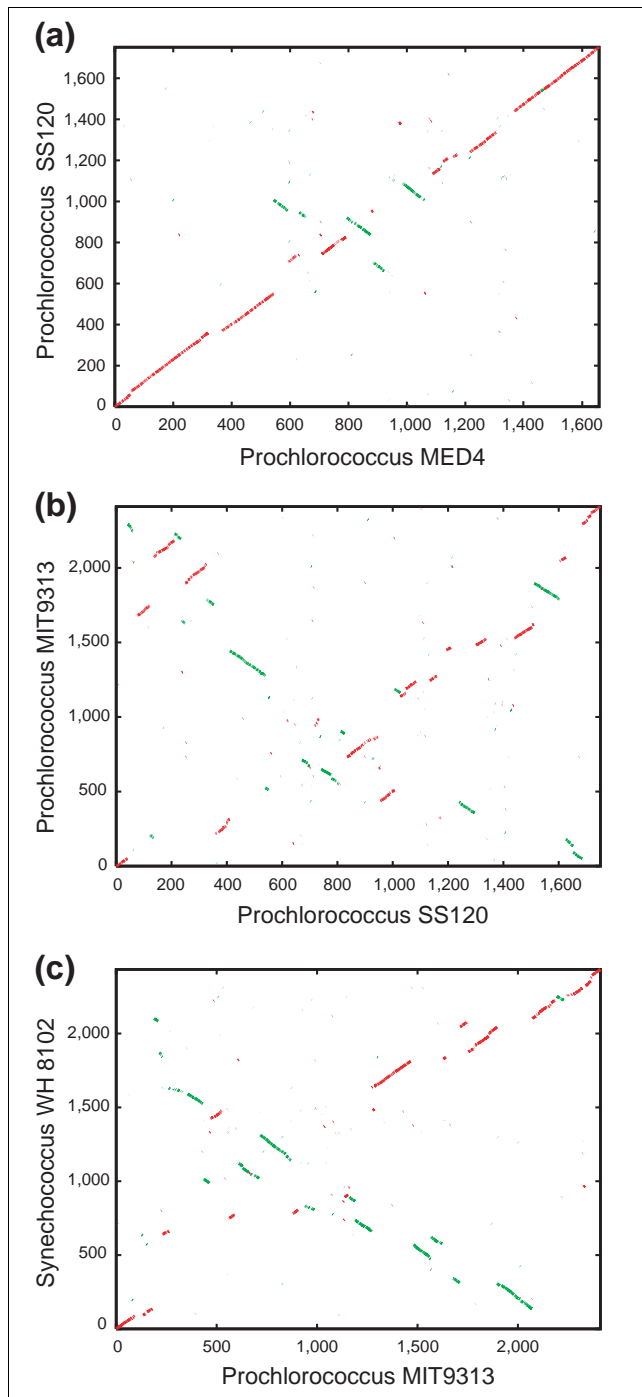 (a)
Prochlorococcus SS120
1,600
1,400
1,200
1,000
800
600
400
200
0
0 200 400 600 800 1,000 1,200 1,400 1,600
Prochlorococcus MED4
(b)
Prochlorococcus MIT9313
2,000
1,500
1,000
500
0
0 200 400 600 800 1,000 1,200 1,400 1,600
Prochlorococcus SS120
(c)
Synechococcus WH 8102
2,000
1,500
1,000
500
0
500 1,000 1,500 2,000
Prochlorococcus MIT9313